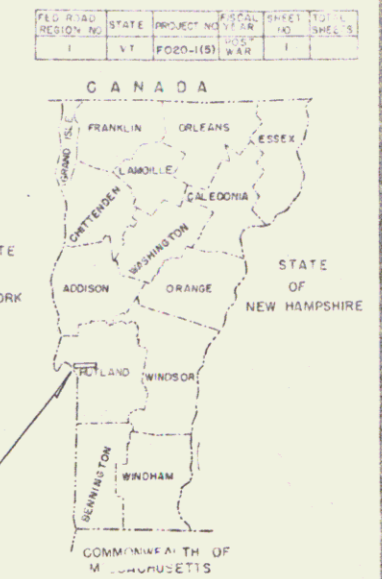 FED ROAD REGION NO STATE PROJECT NO FISCAL YEAR SHEET NO TOTAL SHEETS
1 VT FO20-1(5) POST WAR 1
CANADA
FRANKLIN ORLEANS
ESSEX
GRAND ISLE
LAMOILLE
CALEDONIA
CHITTENDEN
WASHINGTON
TE
STATE
OF
NEW HAMPSHIRE
ORK
ADDISON ORANGE
RUTLAND WINDSOR
BENNINGTON
WINDHAM
COMMONWEALTH OF
MASSACHUSETTS